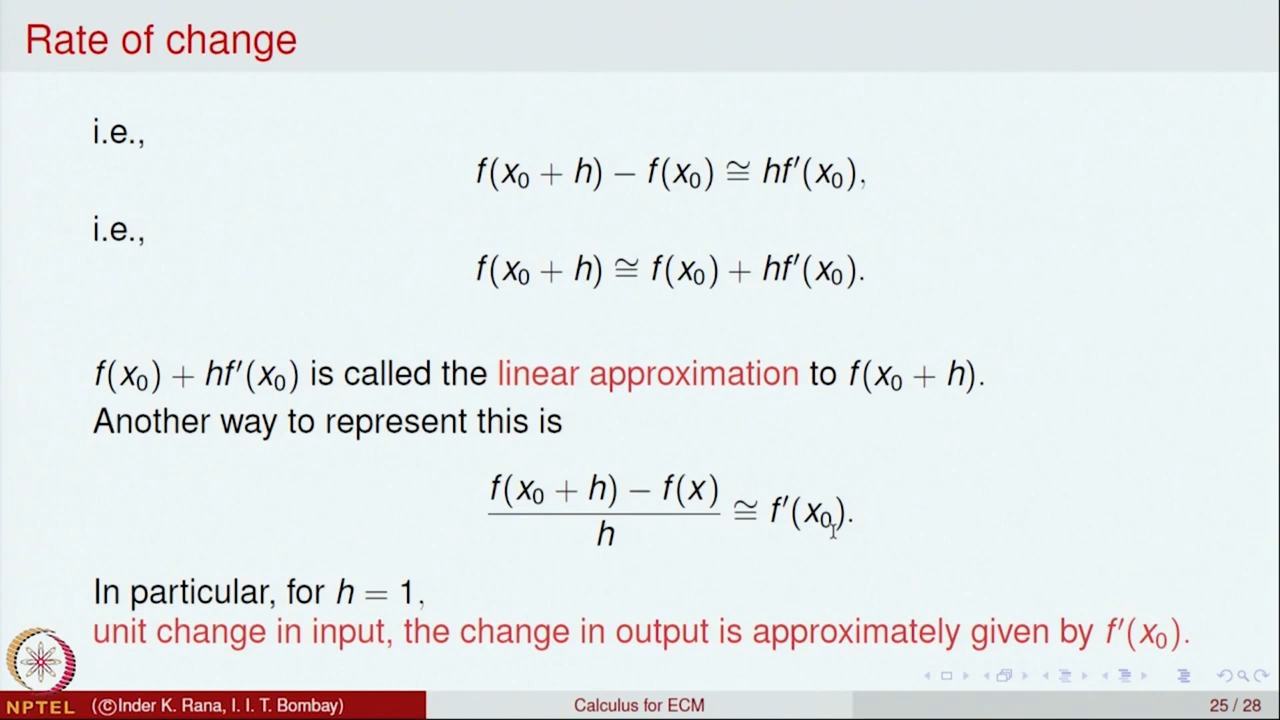 Rate of change
i.e.,
f(x₀ + h) − f(x₀) ≅ hf′(x₀),
i.e.,
f(x₀ + h) ≅ f(x₀) + hf′(x₀).
f(x₀) + hf′(x₀) is called the linear approximation to f(x₀ + h).
Another way to represent this is
f(x₀ + h) − f(x)
h
≅ f′(x₀).
In particular, for h = 1,
unit change in input, the change in output is approximately given by f′(x₀).
NPTEL
(©Inder K. Rana, I. I. T. Bombay)
Calculus for ECM
25 / 28